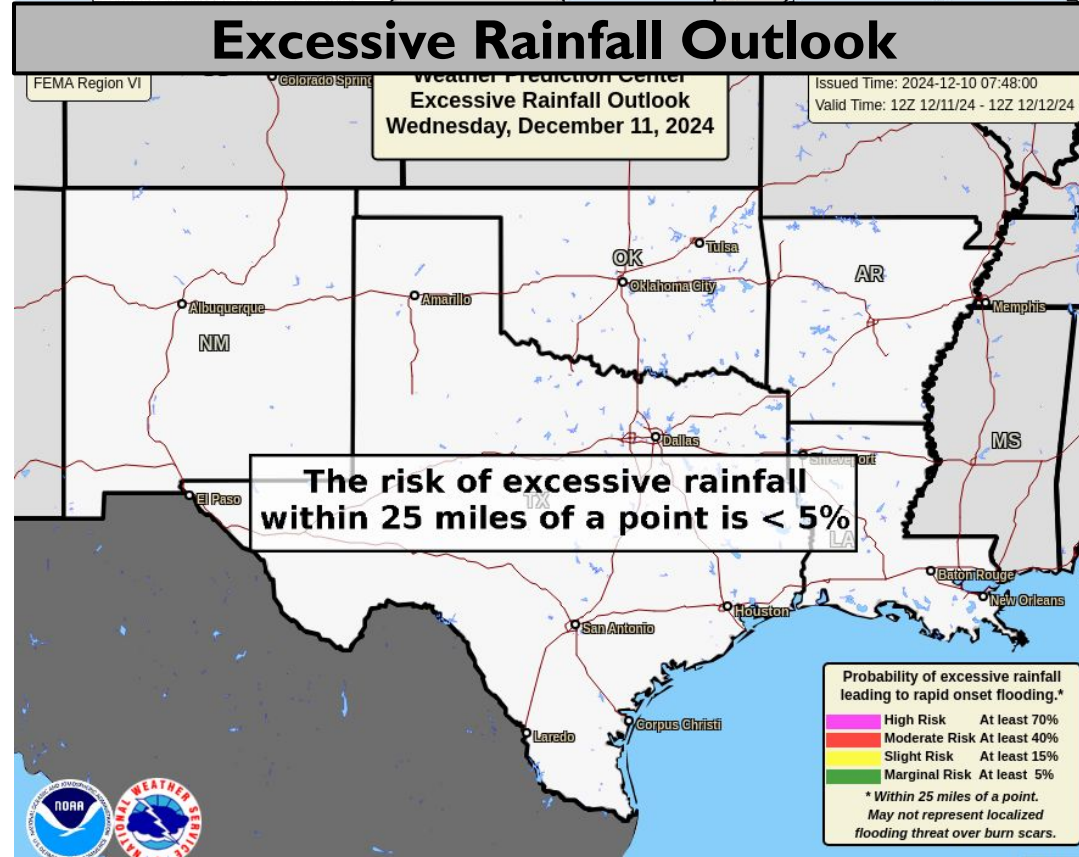 Excessive Rainfall Outlook
FEMA Region VI
Colorado Spring
Weather Prediction Center
Excessive Rainfall Outlook
Wednesday, December 11, 2024
Issued Time: 2024-12-10 07:48:00
Valid Time: 12Z 12/11/24 - 12Z 12/12/24
Tulsa
OK
Oklahoma City
AR
Amarillo
Albuquerque
Memphis
NM
Dallas
MS
Shreveport
The risk of excessive rainfall
within 25 miles of a point is < 5%
TX
El Paso
LA
Baton Rouge
New Orleans
Houston
San Antonio
Corpus Christi
Laredo
Probability of excessive rainfall
leading to rapid onset flooding.*
High Risk At least 70%
Moderate Risk At least 40%
Slight Risk At least 15%
Marginal Risk At least 5%
* Within 25 miles of a point.
May not represent localized
flooding threat over burn scars.
NOAA
NATIONAL WEATHER SERVICE